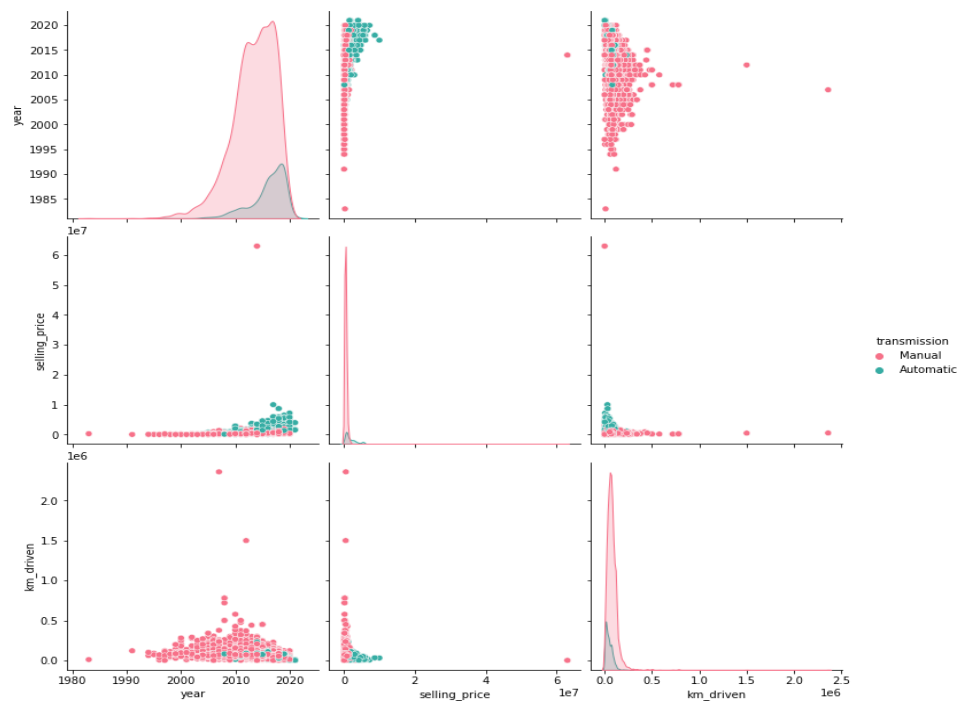 2020
2015
2010
2005
2000
1995
1990
1985
year
1e7
6
5
4
3
2
1
0
selling_price
transmission
Manual
Automatic
1e6
2.0
1.5
1.0
0.5
0.0
km_driven
1980 1990 2000 2010 2020
year
0 2 4 6
1e7
selling_price
0.0 0.5 1.0 1.5 2.0 2.5
1e6
km_driven